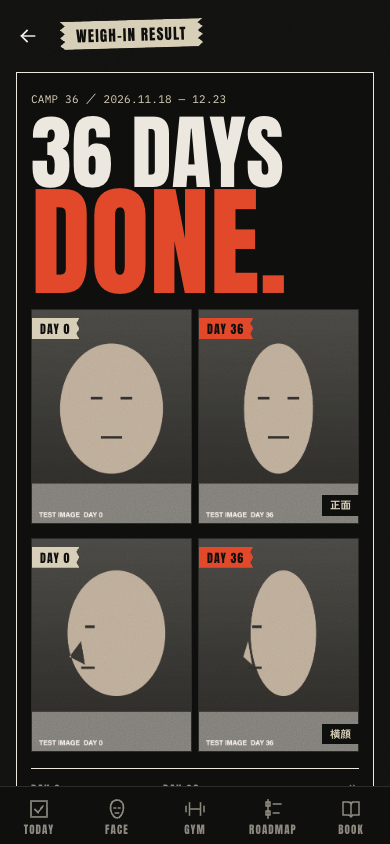 WEIGH-IN RESULT
CAMP 36 / 2026.11.18 — 12.23
36 DAYS
DONE.
DAY 0
DAY 36
TEST IMAGE DAY 0
TEST IMAGE DAY 36
正面
DAY 0
DAY 36
TEST IMAGE DAY 0
TEST IMAGE DAY 36
横顔
TODAY
FACE
GYM
ROADMAP
BOOK